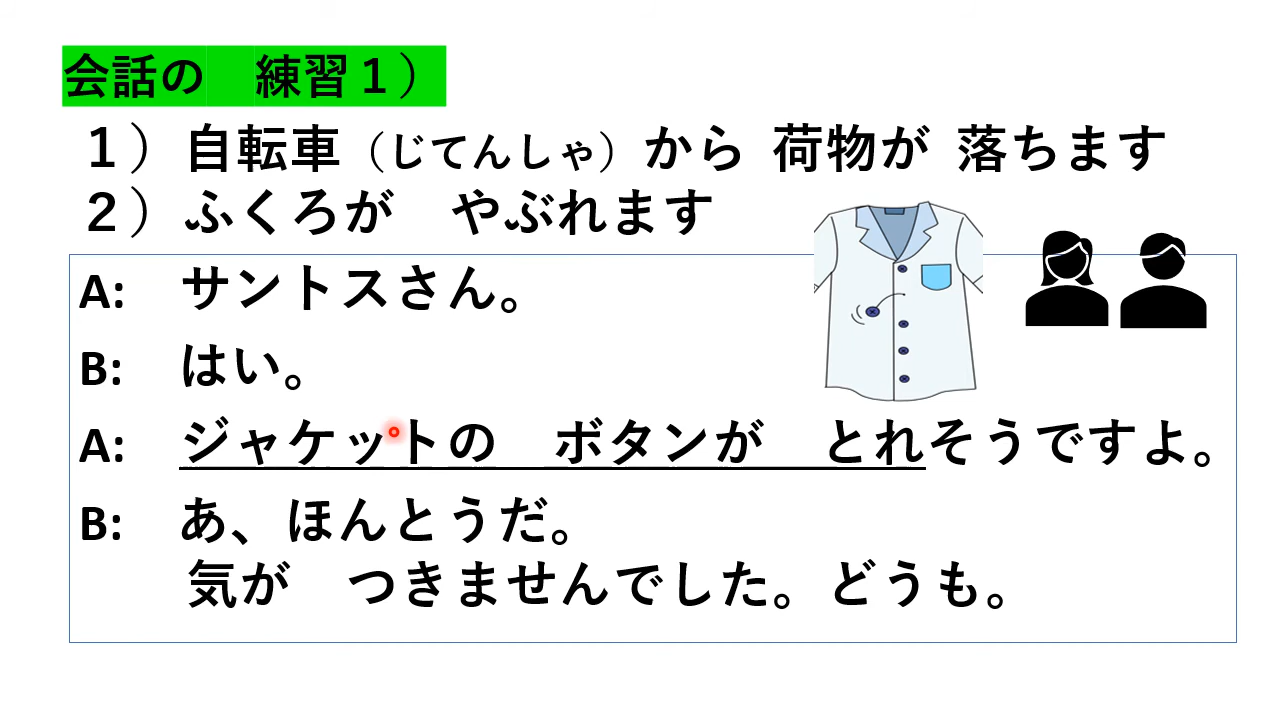 会話の　練習１）
１）自転車（じてんしゃ）から 荷物が 落ちます
２）ふくろが　やぶれます
A:　サントスさん。
B:　はい。
A:　ジャケットの　ボタンが　とれそうですよ。
B:　あ、ほんとうだ。
気が　つきませんでした。どうも。